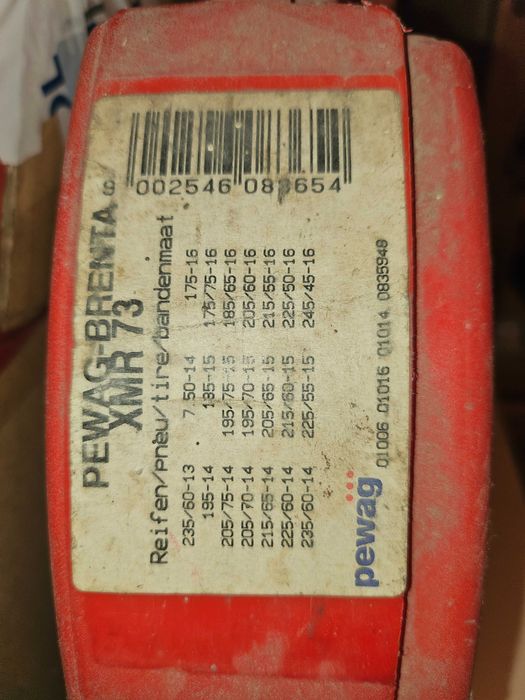 PEWAG-BRENTA S
XMR 73
002546 083654
Reifen/pneu/tire/bandenmaat
235/60-13 7.50-14 175-16
195-14 185-15 175/75-16
205/75-14 195/75-15 185/65-16
205/70-14 195/70-15 205/60-16
215/65-14 205/65-15 215/55-16
225/60-14 215/60-15 225/50-16
235/60-14 225/55-15 245/45-16
pewag
01006 01016 01014 0835948